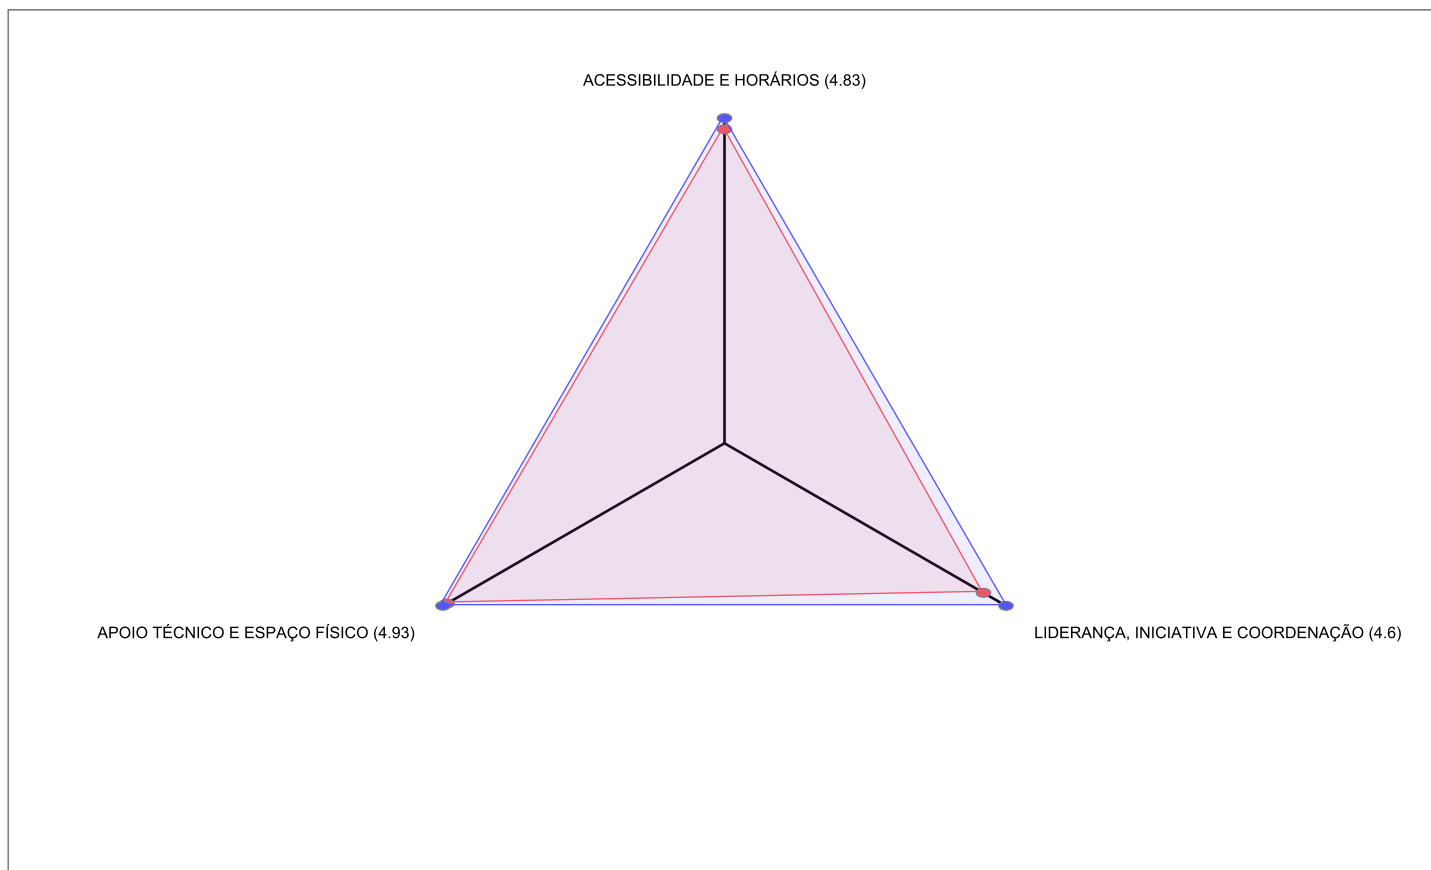 ACESSIBILIDADE E HORÁRIOS (4.83)
APOIO TÉCNICO E ESPAÇO FÍSICO (4.93)
LIDERANÇA, INICIATIVA E COORDENAÇÃO (4.6)